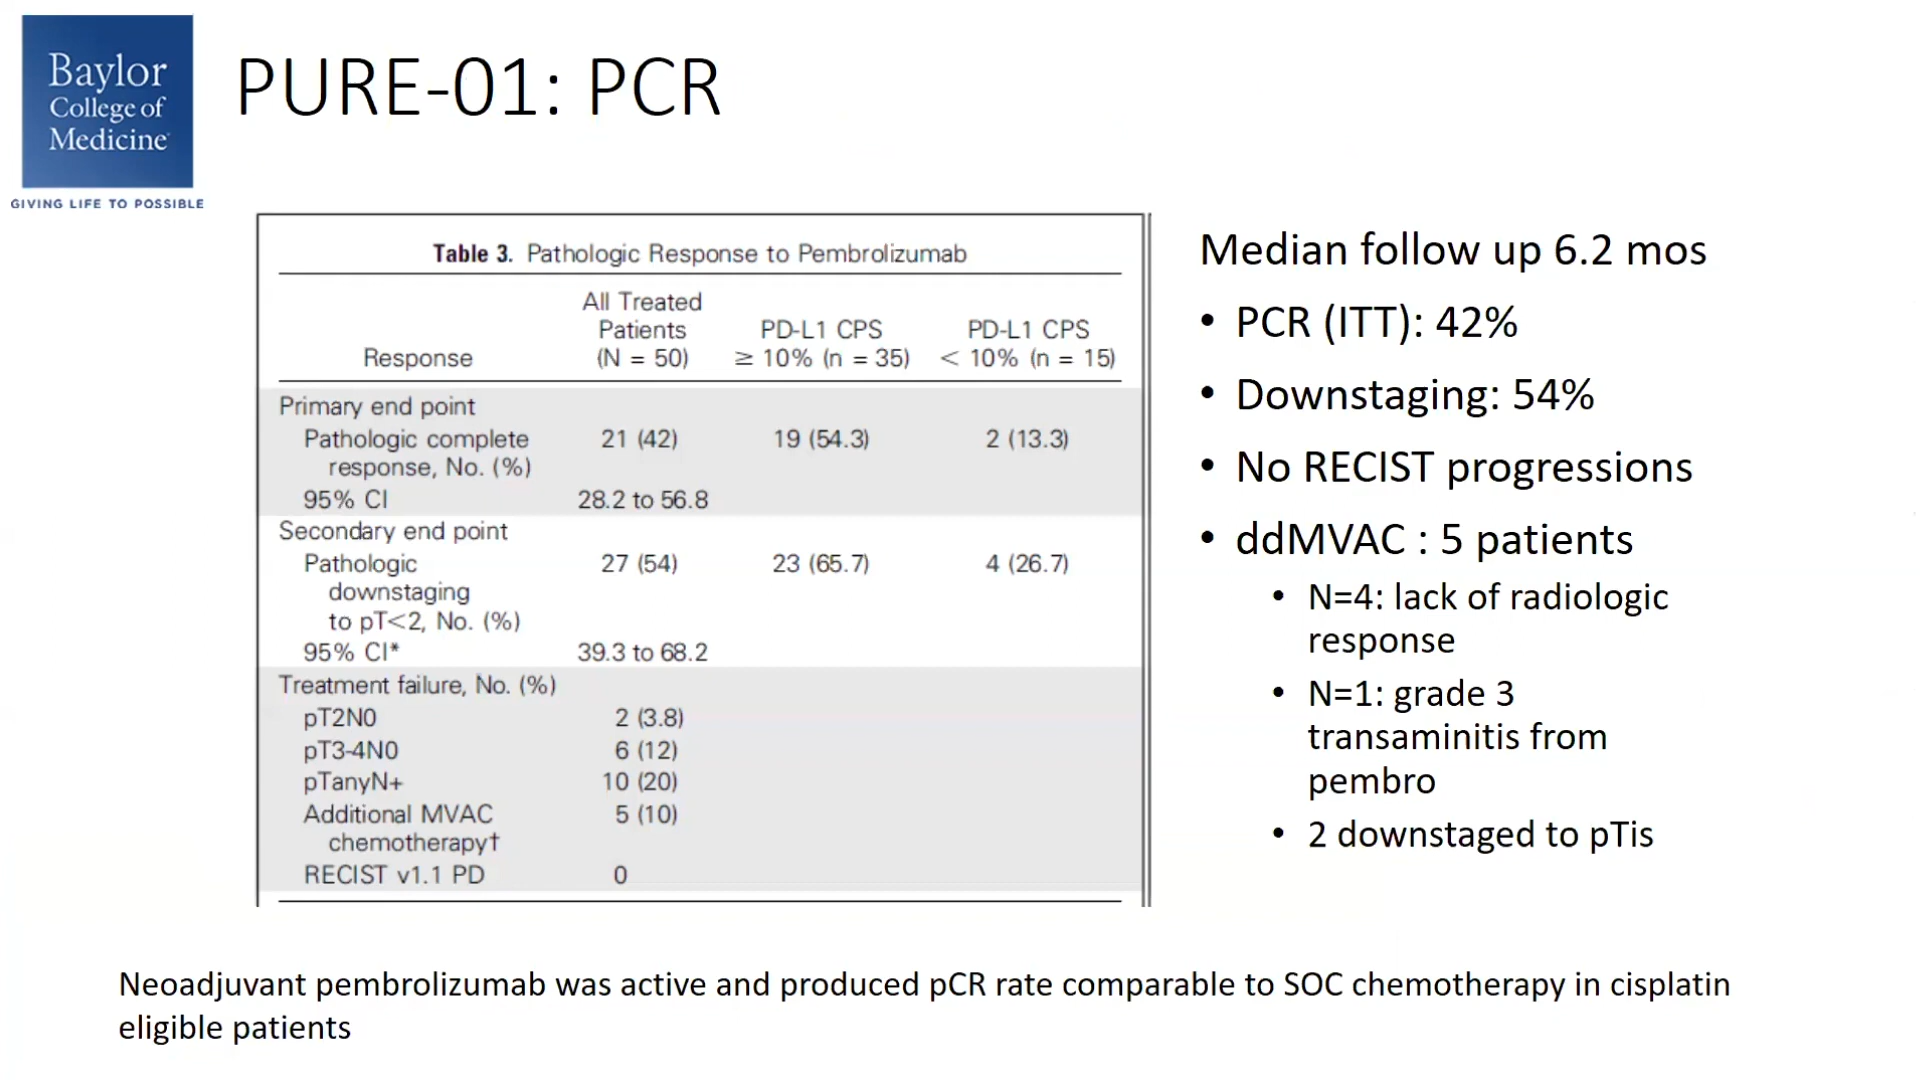 Baylor
College of
Medicine
GIVING LIFE TO POSSIBLE
PURE-01: PCR
Table 3. Pathologic Response to Pembrolizumab
Response
All Treated
Patients
(N = 50)
PD-L1 CPS
≥ 10% (n = 35)
PD-L1 CPS
< 10% (n = 15)
Primary end point
Pathologic complete 21 (42) 19 (54.3) 2 (13.3)
response, No. (%)
95% CI 28.2 to 56.8
Secondary end point
Pathologic 27 (54) 23 (65.7) 4 (26.7)
downstaging
to pT<2, No. (%)
95% CI* 39.3 to 68.2
Treatment failure, No. (%)
pT2N0 2 (3.8)
pT3-4N0 6 (12)
pTanyN+ 10 (20)
Additional MVAC 5 (10)
chemotherapy†
RECIST v1.1 PD 0
Median follow up 6.2 mos
• PCR (ITT): 42%
• Downstaging: 54%
• No RECIST progressions
• ddMVAC : 5 patients
• N=4: lack of radiologic
response
• N=1: grade 3
transaminitis from
pembro
• 2 downstaged to pTis
Neoadjuvant pembrolizumab was active and produced pCR rate comparable to SOC chemotherapy in cisplatin
eligible patients